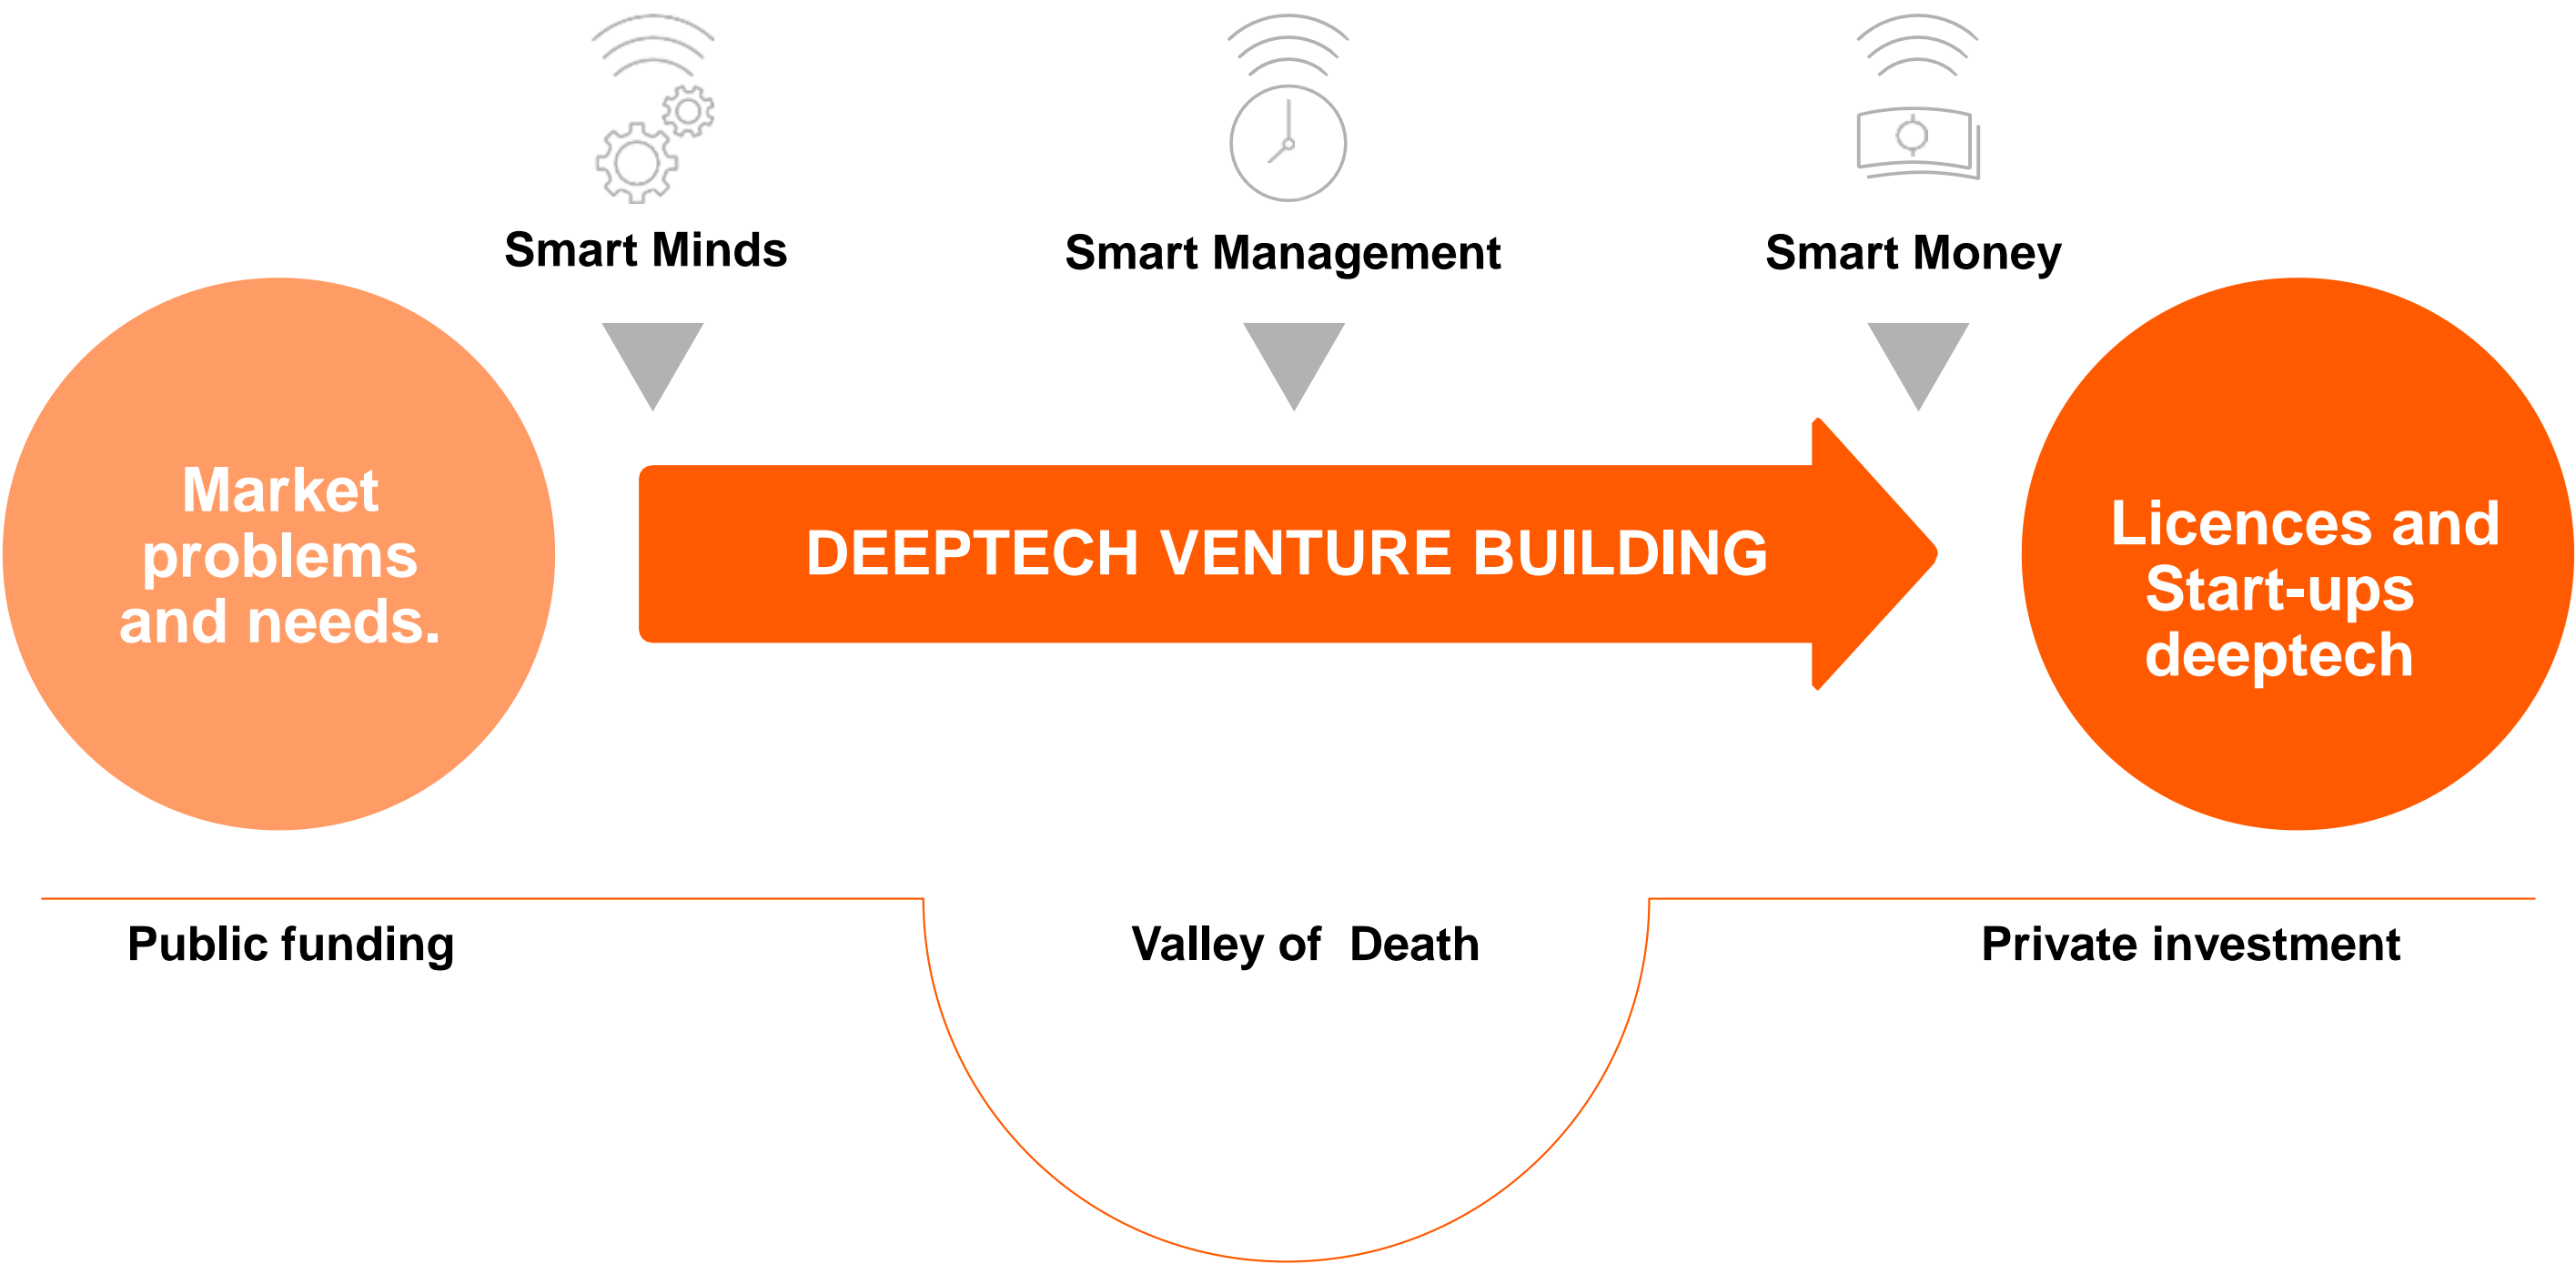 Smart Minds
Smart Management
Smart Money
Market
problems
and needs.
DEEPTECH VENTURE BUILDING
Licences and
Start-ups
deeptech
Public funding
Valley of  Death
Private investment